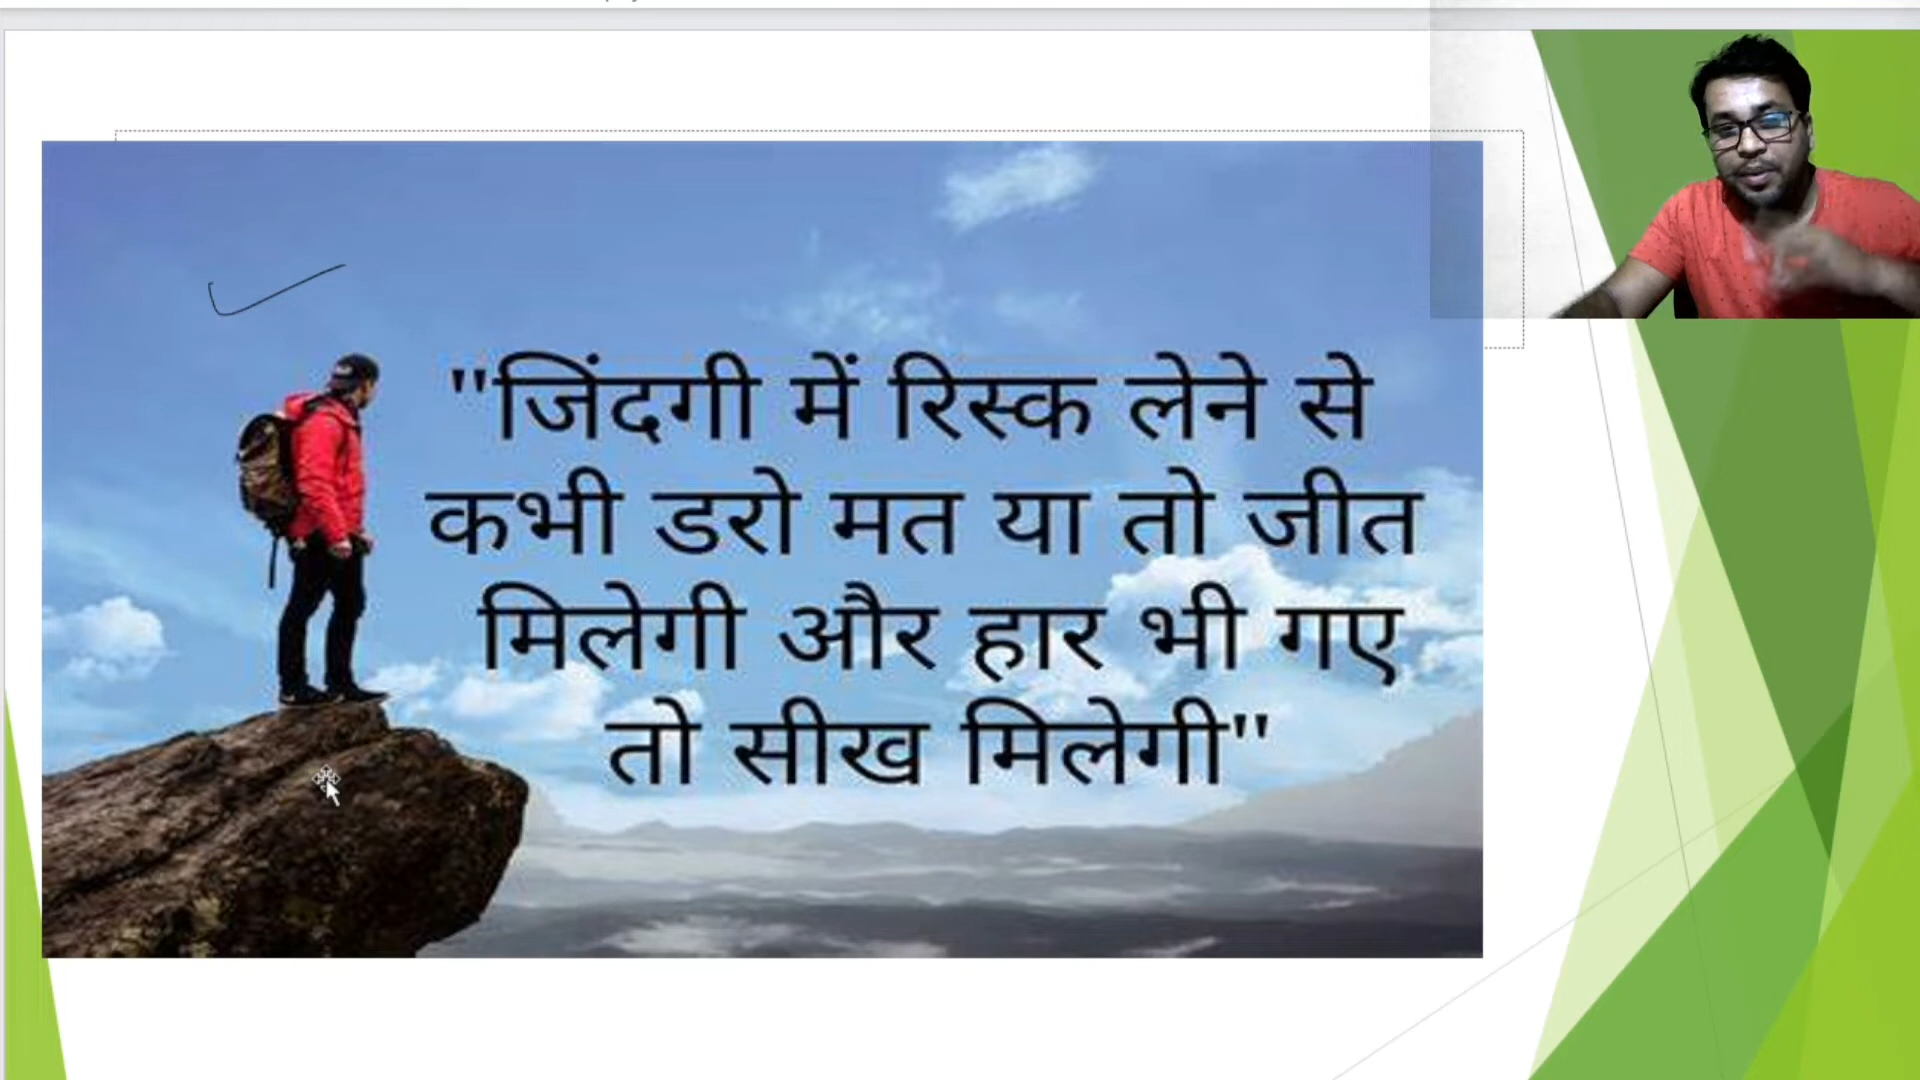 "जिंदगी में रिस्क लेने से
कभी डरो मत या तो जीत
मिलेगी और हार भी गए
तो सीख मिलेगी"